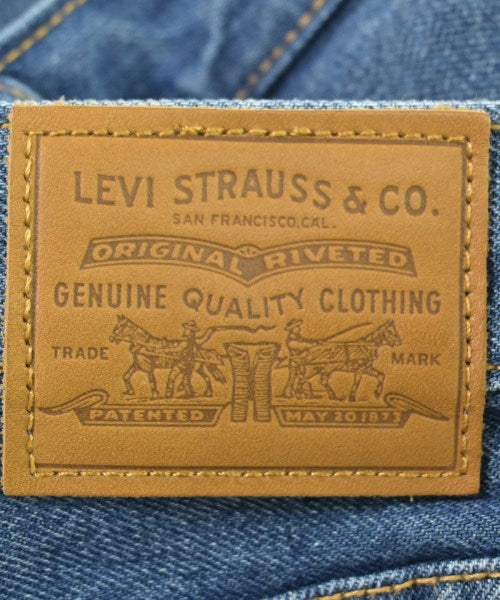 LEVI STRAUSS & CO.
SAN FRANCISCO, CAL.
ORIGINAL RIVETED
GENUINE QUALITY CLOTHING
TRADE MARK
PATENTED MAY 20 1873